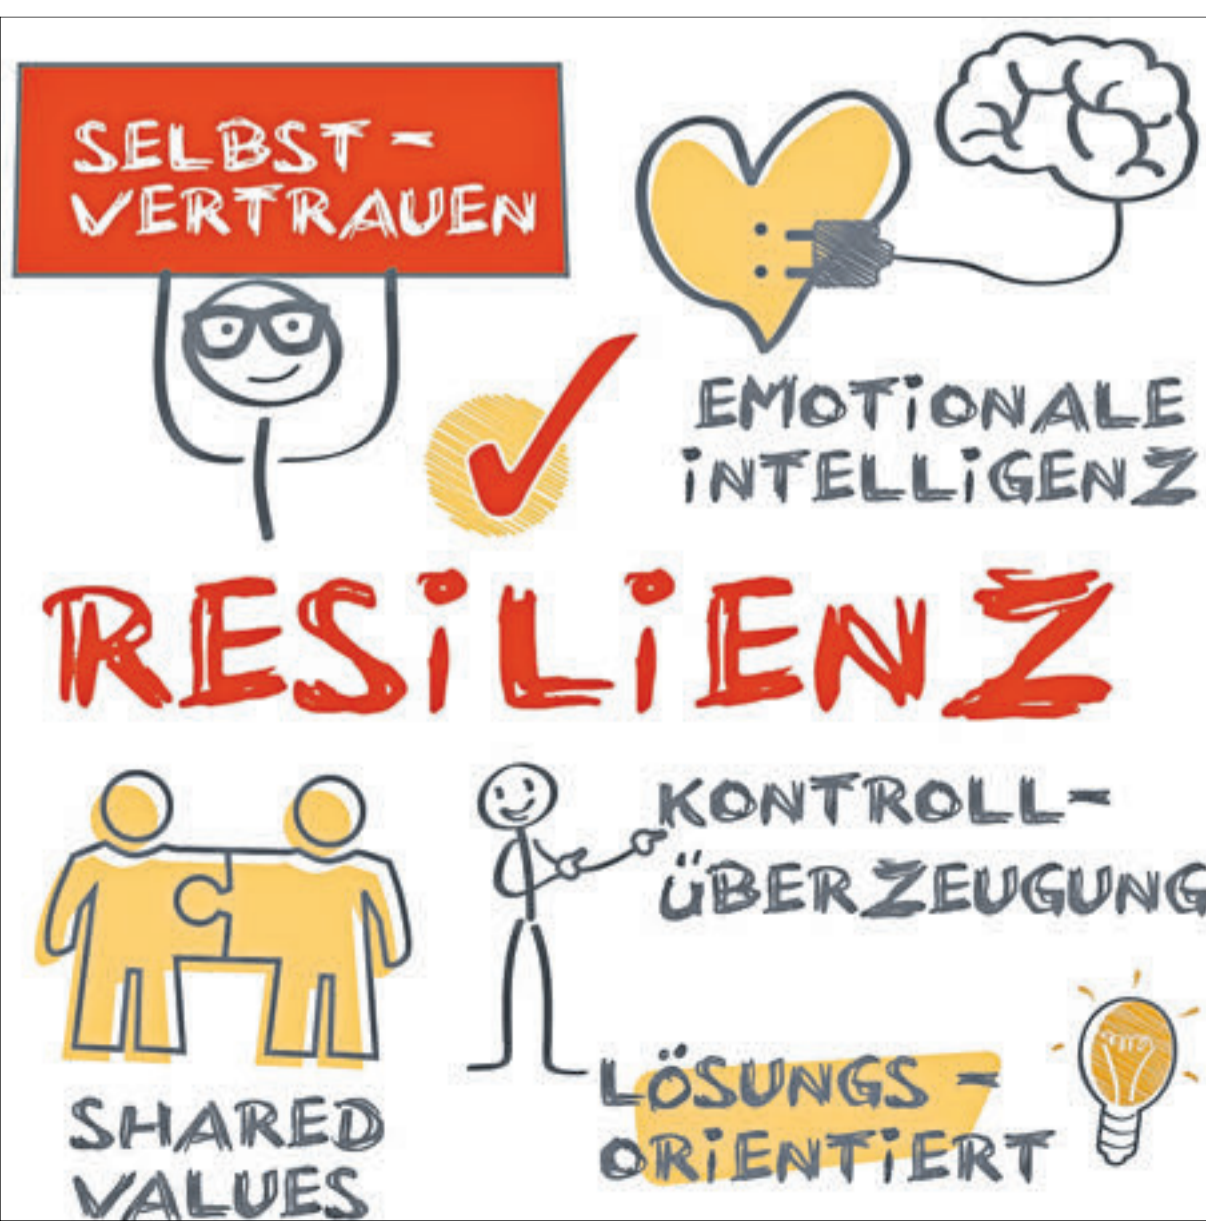 SELBST-
VERTRAUEN
EMOTIONALE
INTELLIGENZ
RESILIENZ
KONTROLL-
ÜBERZEUGUNG
LÖSUNGS-
ORIENTIERT
SHARED
VALUES